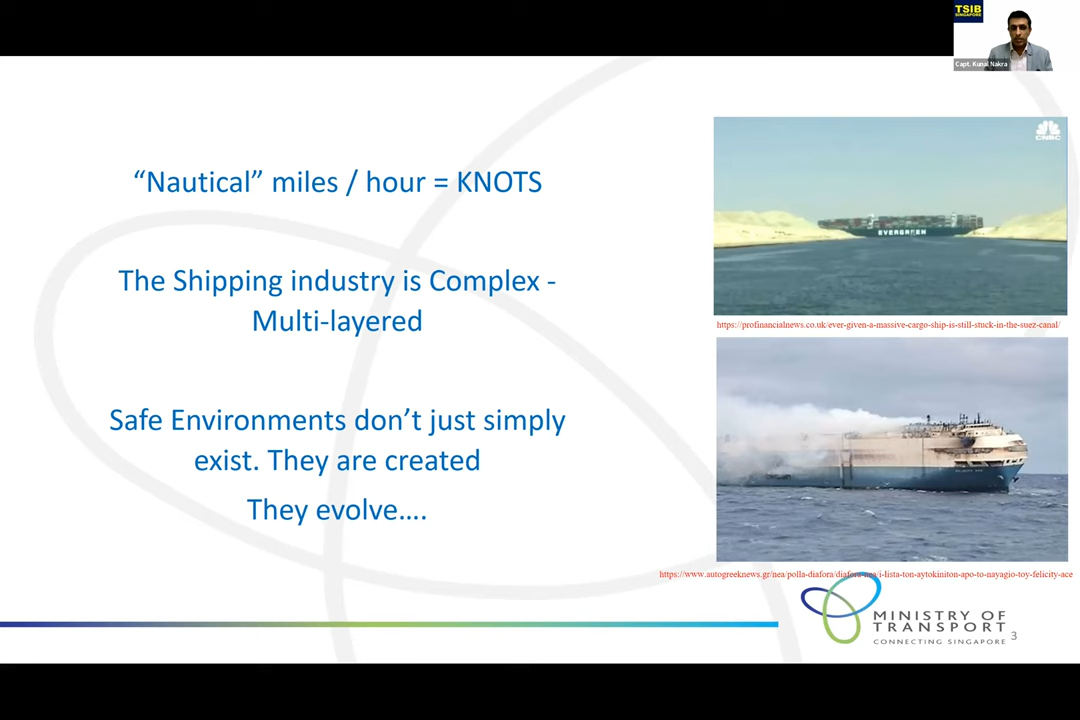 TSIB
SINGAPORE
Capt. Kunal Nakra
“Nautical” miles / hour = KNOTS
The Shipping industry is Complex -
Multi-layered
Safe Environments don’t just simply
exist. They are created
They evolve….
CNBC
EVERGREEN
https://profinancialnews.co.uk/ever-given-a-massive-cargo-ship-is-still-stuck-in-the-suez-canal/
https://www.autogreeknews.gr/nea/polla-diafora/diafora-nea/i-lista-ton-aytokiniton-apo-to-nayagio-toy-felicity-ace
MINISTRY OF
TRANSPORT
CONNECTING SINGAPORE
3